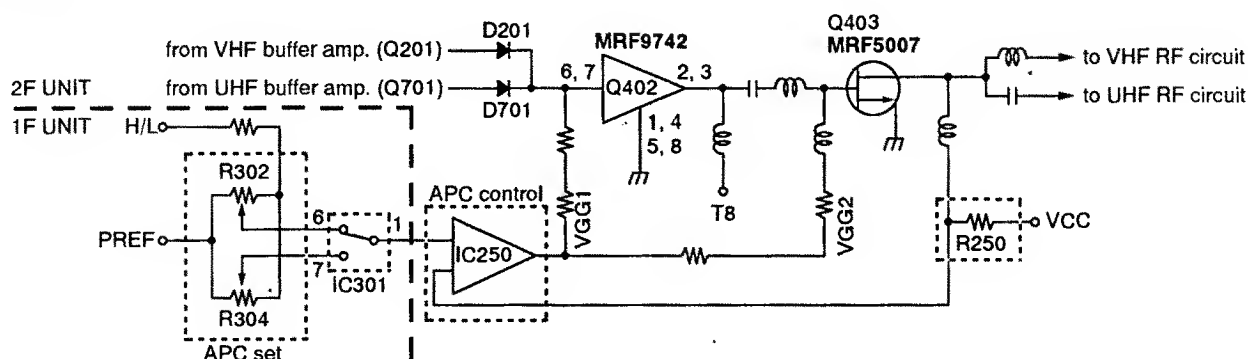 Q403
MRF5007
D201
MRF9742
from VHF buffer amp. (Q201)
6, 7
Q402
2, 3
to VHF RF circuit
2F UNIT
from UHF buffer amp. (Q701)
D701
to UHF RF circuit
1F UNIT
H/L
1, 4
5, 8
R302
APC control
VGG1
T8
VGG2
6
1
PREF
R250
VCC
7
IC301
IC250
R304
APC set